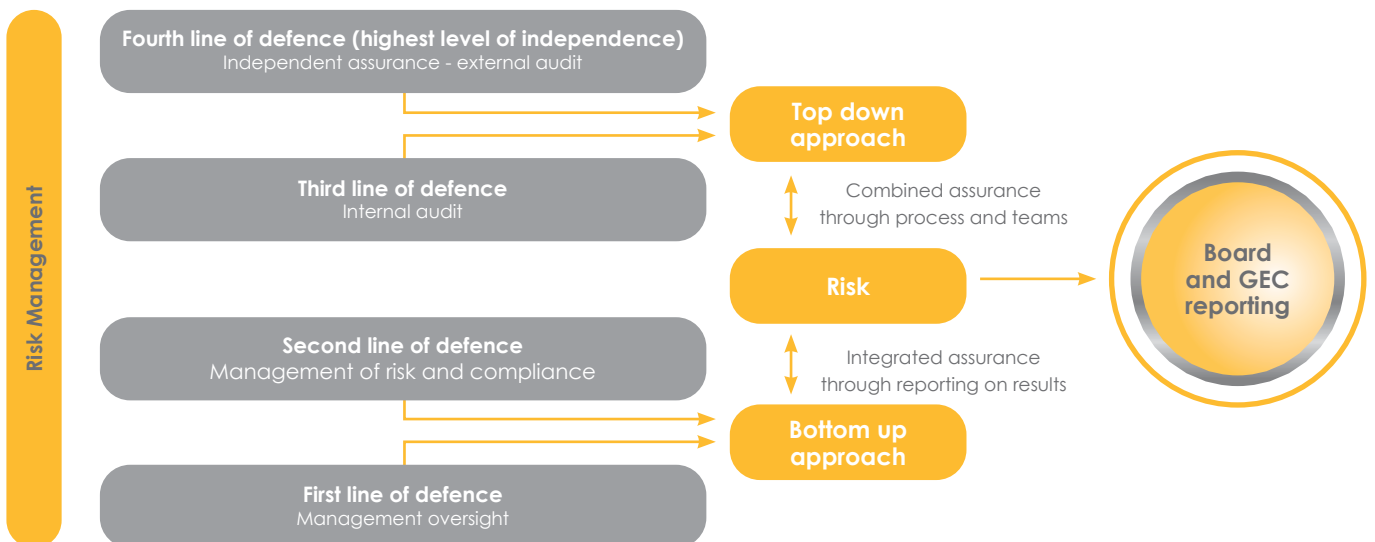 Risk Management
Fourth line of defence (highest level of independence)
Independent assurance - external audit
Third line of defence
Internal audit
Second line of defence
Management of risk and compliance
First line of defence
Management oversight
Top down
approach
Combined assurance
through process and teams
Risk
Integrated assurance
through reporting on results
Bottom up
approach
Board
and GEC
reporting